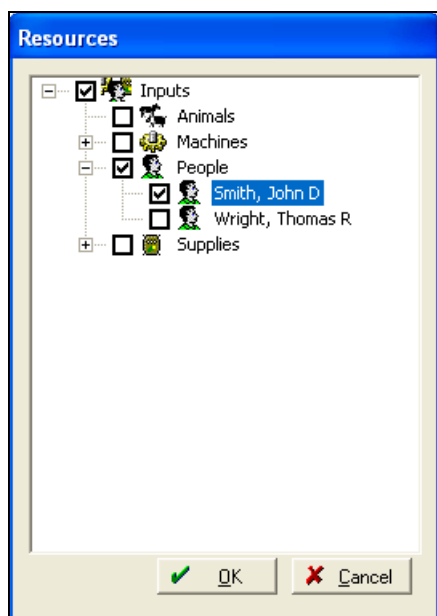 Resources
Inputs
Animals
Machines
People
Smith, John D
Wright, Thomas R
Supplies
OK
Cancel